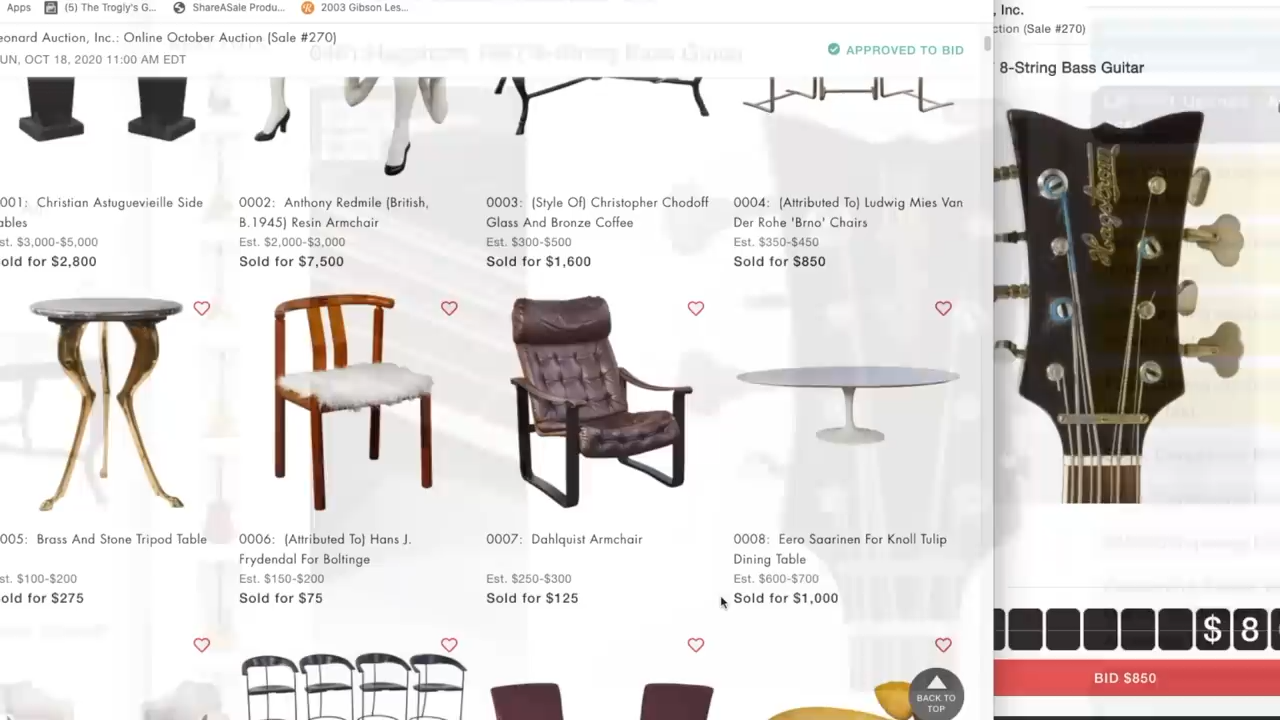 Apps (5) The Trogly's G... ShareASale Produ... 2003 Gibson Les...
eonard Auction, Inc.: Online October Auction (Sale #270)
UN, OCT 18, 2020 11:00 AM EDT
APPROVED TO BID
, Inc.
ction (Sale #270)
8-String Bass Guitar
Hagstrom
001: Christian Astuguevieille Side
ables
st. $3,000-$5,000
old for $2,800
0002: Anthony Redmile (British,
B.1945) Resin Armchair
Est. $2,000-$3,000
Sold for $7,500
0003: (Style Of) Christopher Chodoff
Glass And Bronze Coffee
Est. $300-$500
Sold for $1,600
0004: (Attributed To) Ludwig Mies Van
Der Rohe 'Brno' Chairs
Est. $350-$450
Sold for $850
005: Brass And Stone Tripod Table
st. $100-$200
old for $275
0006: (Attributed To) Hans J.
Frydendal For Boltinge
Est. $150-$200
Sold for $75
0007: Dahlquist Armchair
Est. $250-$300
Sold for $125
0008: Eero Saarinen For Knoll Tulip
Dining Table
Est. $600-$700
Sold for $1,000
BACK TO
TOP
$ 8
BID $850